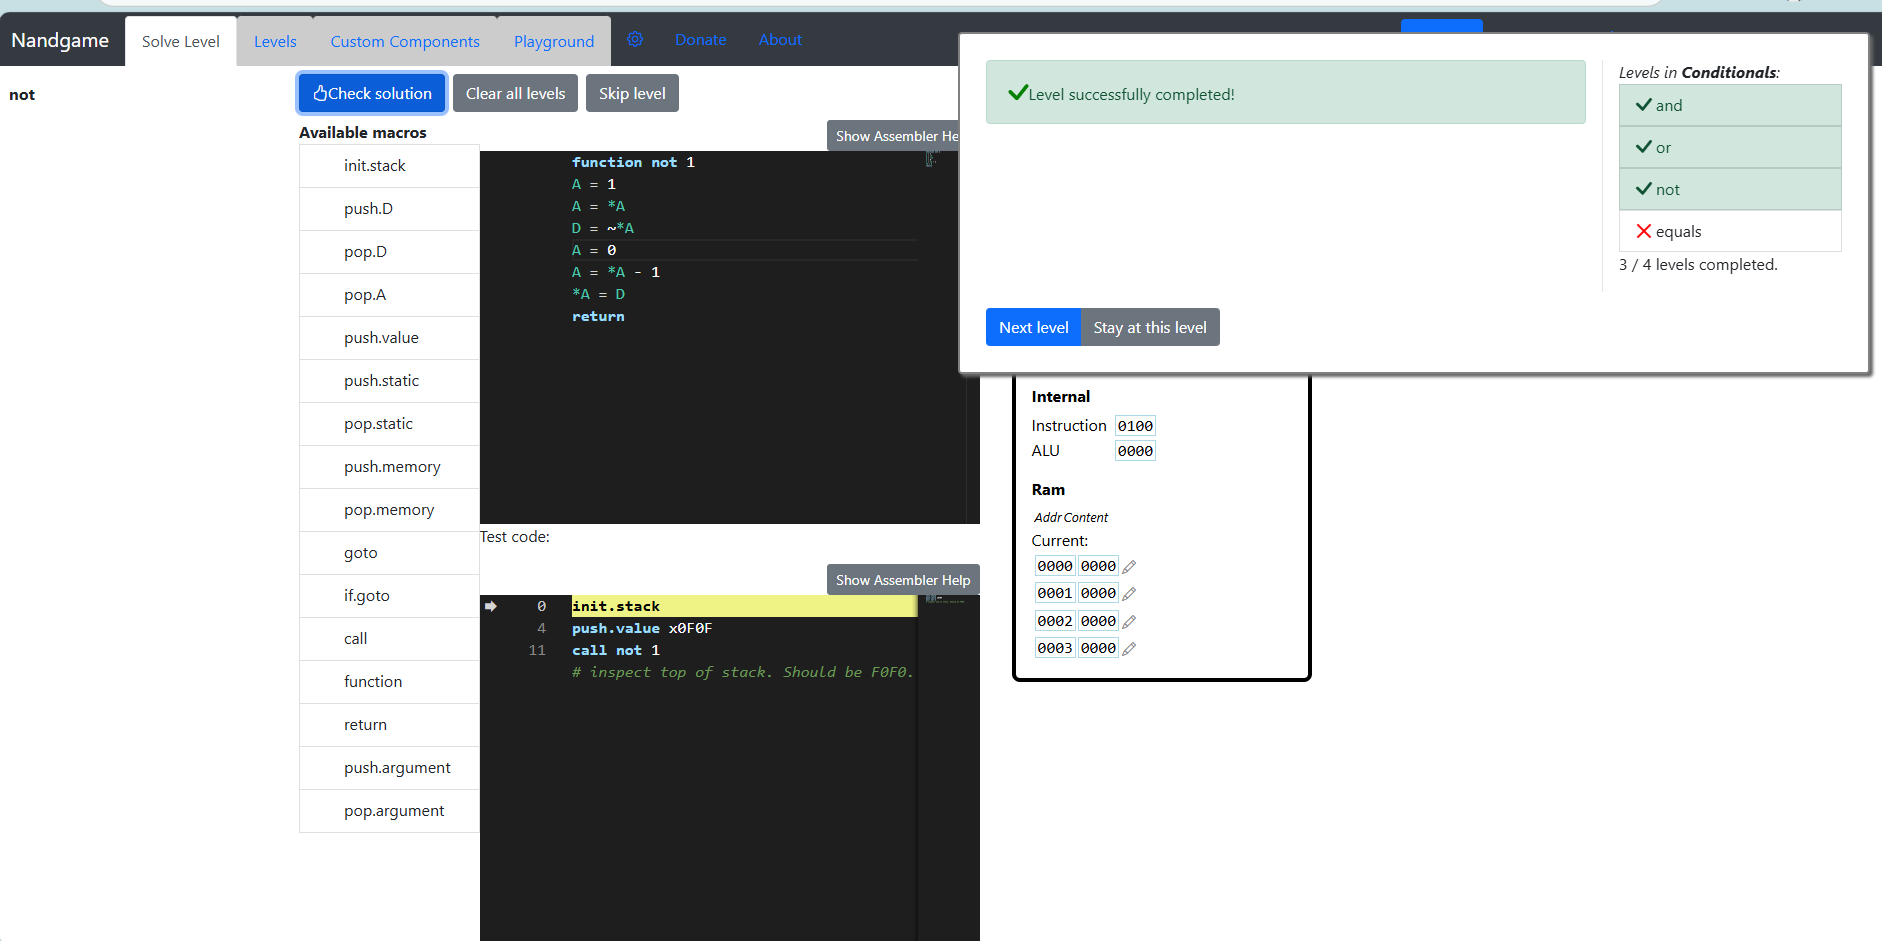 Nandgame
Solve Level
Levels
Custom Components
Playground
Donate
About
not
Check solution
Clear all levels
Skip level
Available macros
init.stack
push.D
pop.D
pop.A
push.value
push.static
pop.static
push.memory
pop.memory
goto
if.goto
call
function
return
push.argument
pop.argument
Show Assembler He
function not 1
A = 1
A = *A
D = ~*A
A = 0
A = *A - 1
*A = D
return
Test code:
Show Assembler Help
0 init.stack
4 push.value x0F0F
11 call not 1
# inspect top of stack. Should be F0F0.
Level successfully completed!
Next level
Stay at this level
Levels in Conditionals:
and
or
not
equals
3 / 4 levels completed.
Internal
Instruction 0100
ALU 0000
Ram
Addr Content
Current:
0000 0000
0001 0000
0002 0000
0003 0000